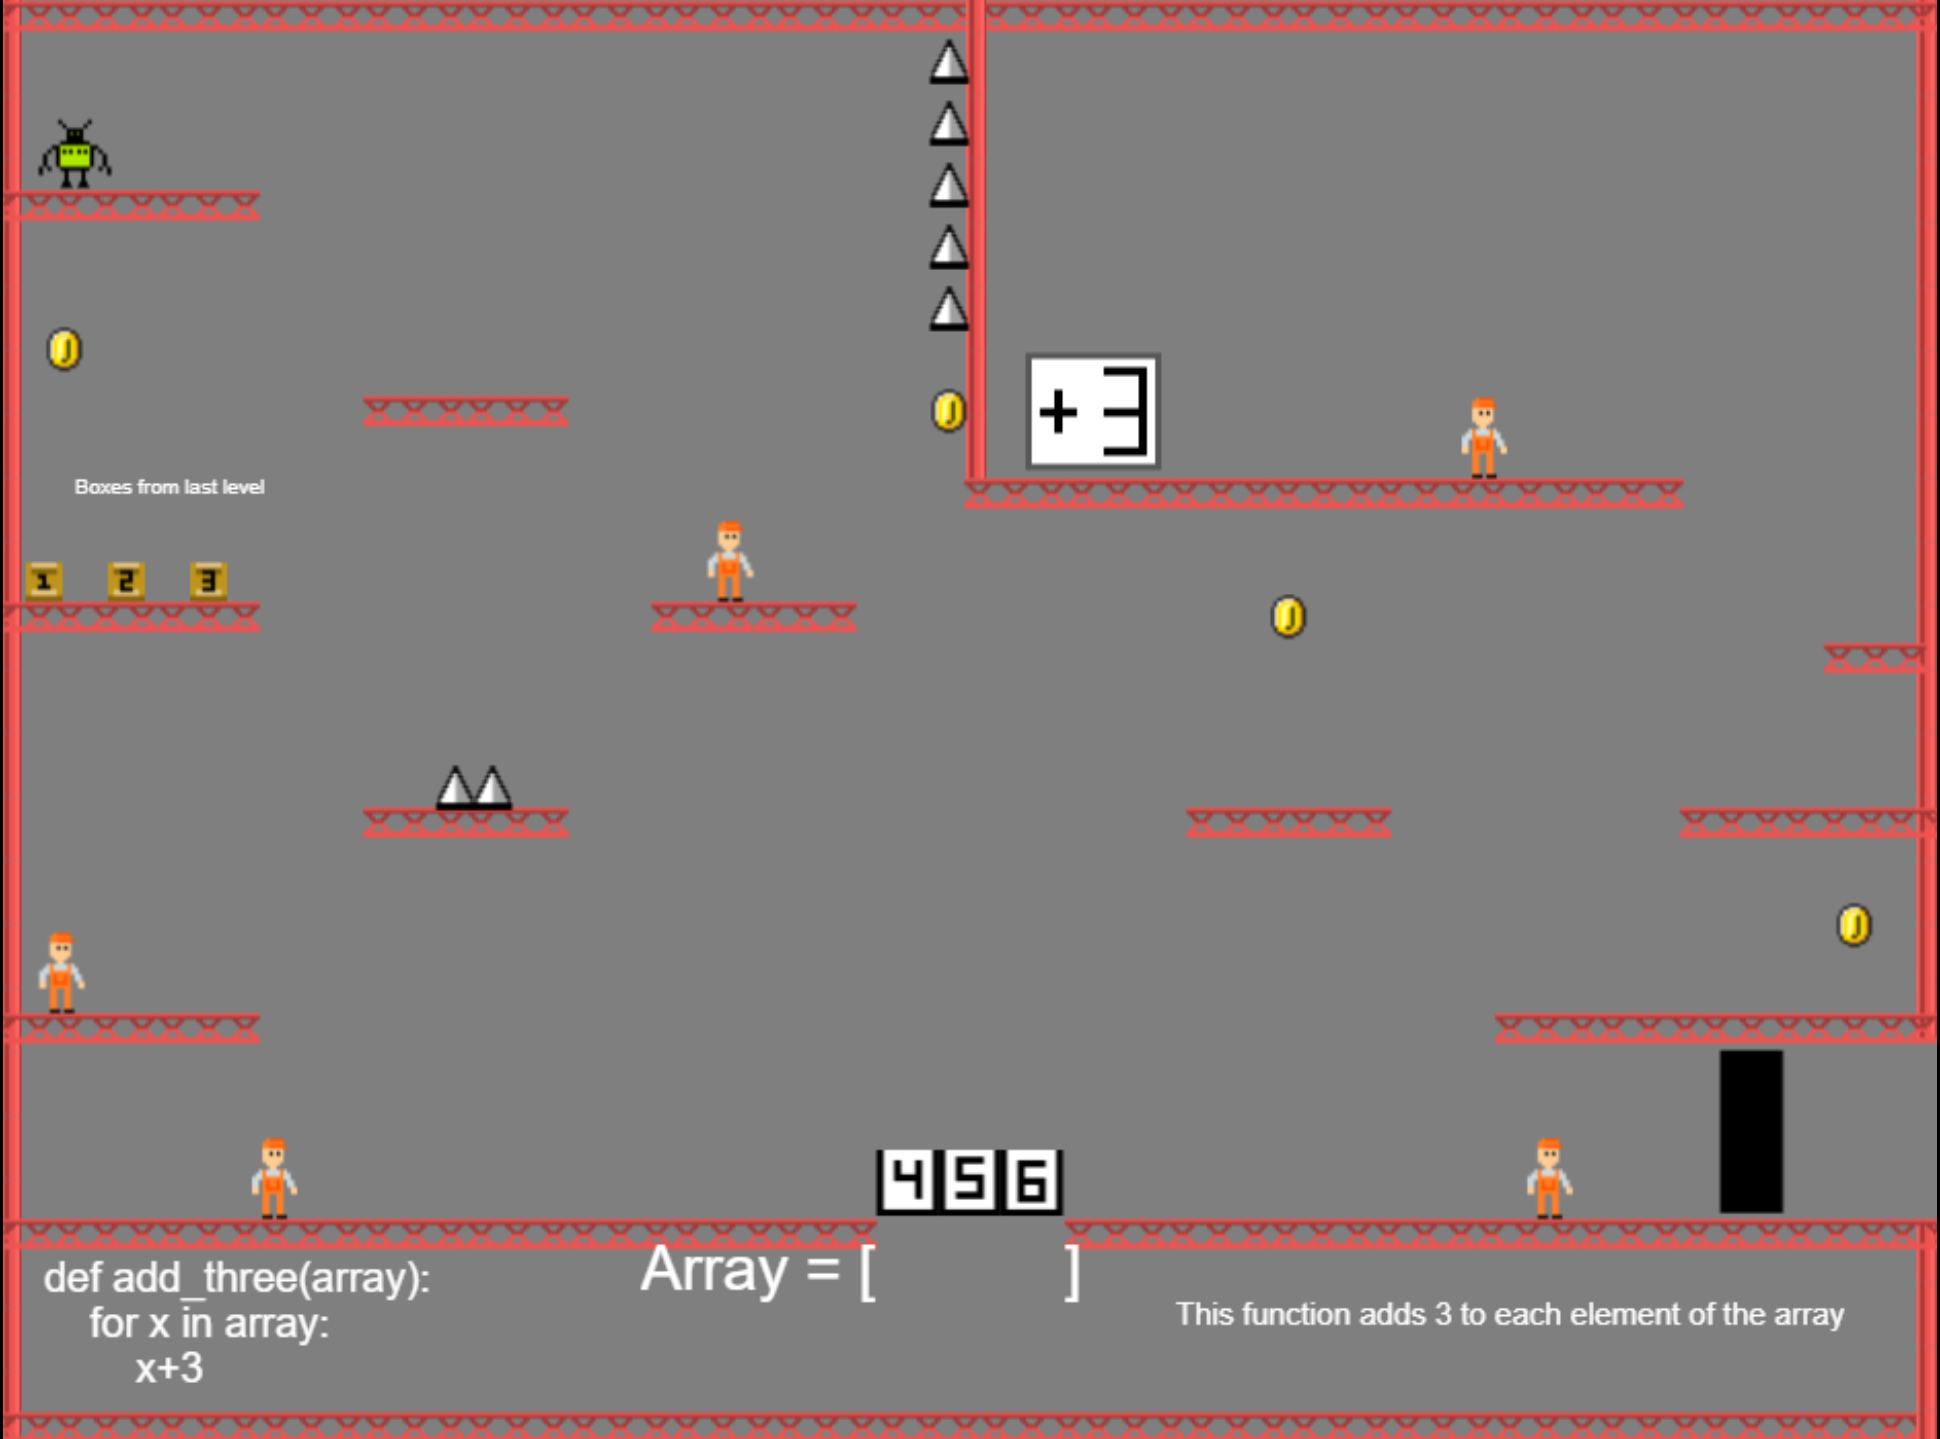 + 3
Boxes from last level
1 2 3
4 5 6
Array = [ ]
def add_three(array):
for x in array:
x+3
This function adds 3 to each element of the array